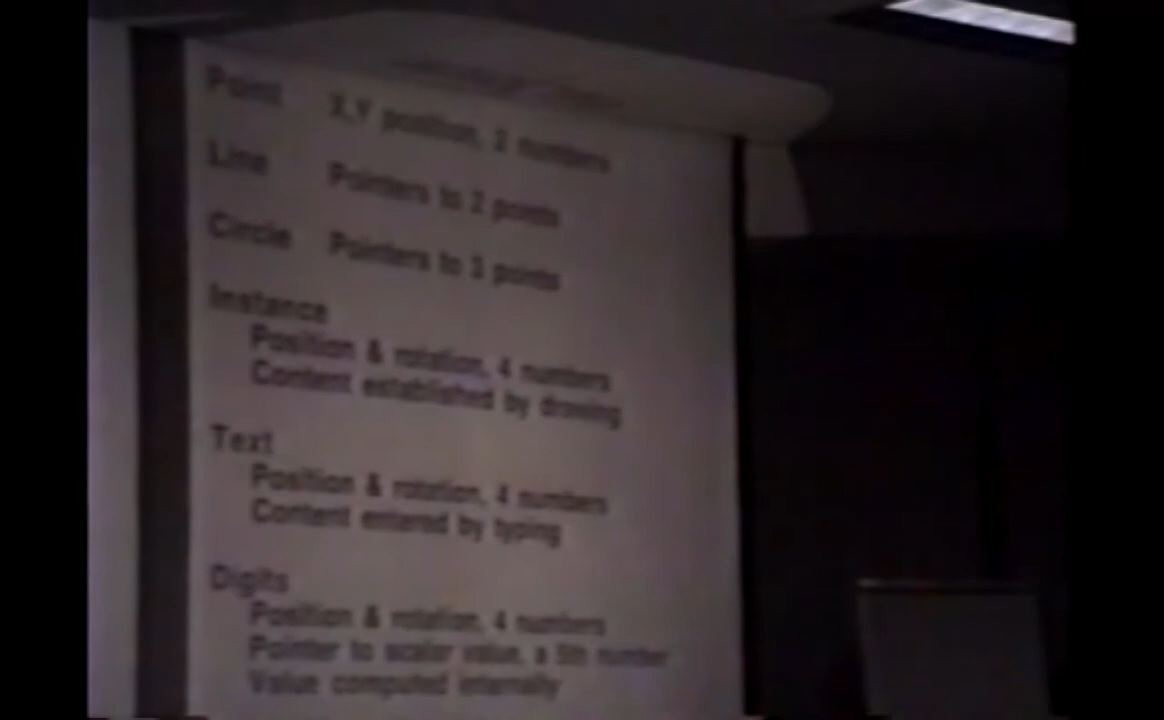 Point X,Y position, 2 numbers
Line Pointers to 2 points
Circle Pointers to 3 points
Instance
Position & rotation, 4 numbers
Content established by drawing
Text
Position & rotation, 4 numbers
Content entered by typing
Digits
Position & rotation, 4 numbers
Pointer to scalar value, a 5th number
Value computed internally